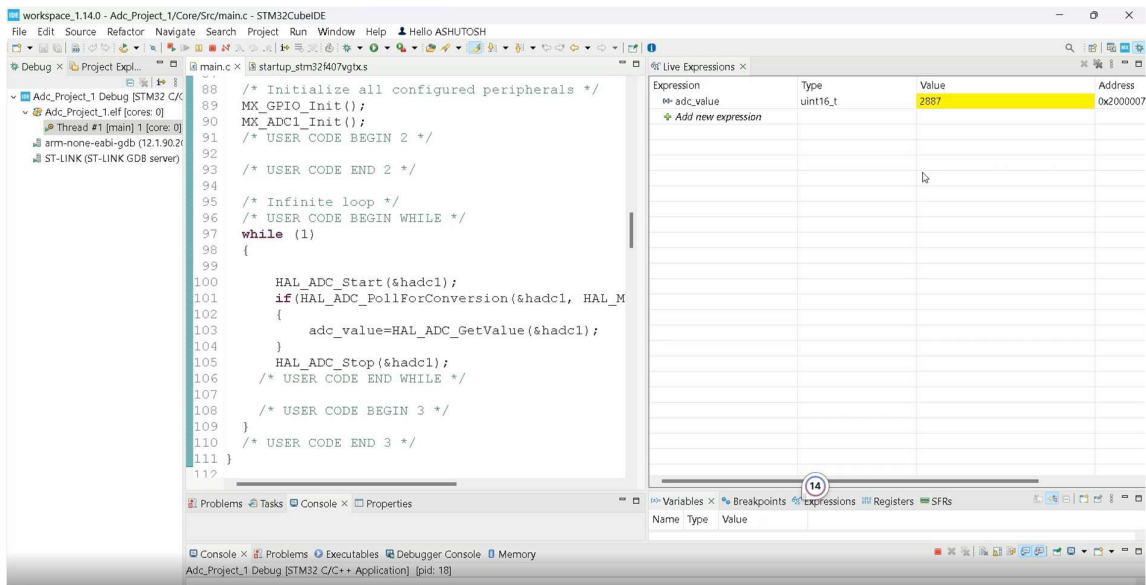 IDE workspace_1.14.0 - Adc_Project_1/Core/Src/main.c - STM32CubeIDE
File Edit Source Refactor Navigate Search Project Run Window Help Hello ASHUTOSH
Debug × Project Expl...
main.c × startup_stm32f407vgtx.s
Live Expressions ×
Adc_Project_1 Debug [STM32 C/C
Adc_Project_1.elf [cores: 0]
Thread #1 [main] 1 [core: 0]
arm-none-eabi-gdb (12.1.90.20
ST-LINK (ST-LINK GDB server)
88 /* Initialize all configured peripherals */
89 MX_GPIO_Init();
90 MX_ADC1_Init();
91 /* USER CODE BEGIN 2 */
92
93 /* USER CODE END 2 */
94
95 /* Infinite loop */
96 /* USER CODE BEGIN WHILE */
97 while (1)
98 {
99
100 HAL_ADC_Start(&hadc1);
101 if(HAL_ADC_PollForConversion(&hadc1, HAL_M
102 {
103 adc_value=HAL_ADC_GetValue(&hadc1);
104 }
105 HAL_ADC_Stop(&hadc1);
106 /* USER CODE END WHILE */
107
108 /* USER CODE BEGIN 3 */
109 }
110 /* USER CODE END 3 */
111 }
112
Expression Type Value Address
adc_value uint16_t 2887 0x2000007
Add new expression
14
Problems Tasks Console × Properties
Variables × Breakpoints Expressions Registers SFRs
Name Type Value
Console × Problems Executables Debugger Console Memory
Adc_Project_1 Debug [STM32 C/C++ Application] [pid: 18]